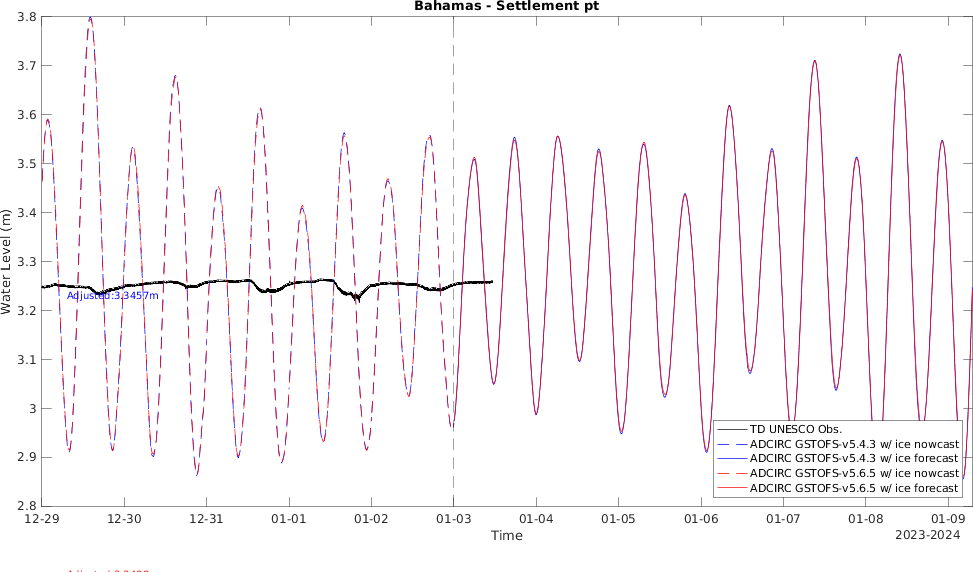 Bahamas - Settlement pt
3.8
3.7
3.6
3.5
3.4
3.3
3.2
3.1
3
2.9
2.8
Water Level (m)
Adjusted:3.3457m
TD UNESCO Obs.
ADCIRC GSTOFS-v5.4.3 w/ ice nowcast
ADCIRC GSTOFS-v5.4.3 w/ ice forecast
ADCIRC GSTOFS-v5.6.5 w/ ice nowcast
ADCIRC GSTOFS-v5.6.5 w/ ice forecast
12-29 12-30 12-31 01-01 01-02 01-03 01-04 01-05 01-06 01-07 01-08 01-09
Time
2023-2024